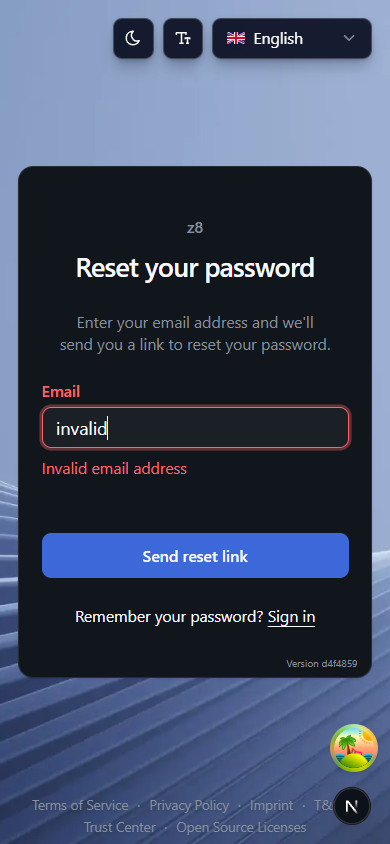 English
z8
Reset your password
Enter your email address and we'll
send you a link to reset your password.
Email
invalid
Invalid email address
Send reset link
Remember your password? Sign in
Version d4f4859
Terms of Service · Privacy Policy · Imprint · T&
Trust Center · Open Source Licenses
N